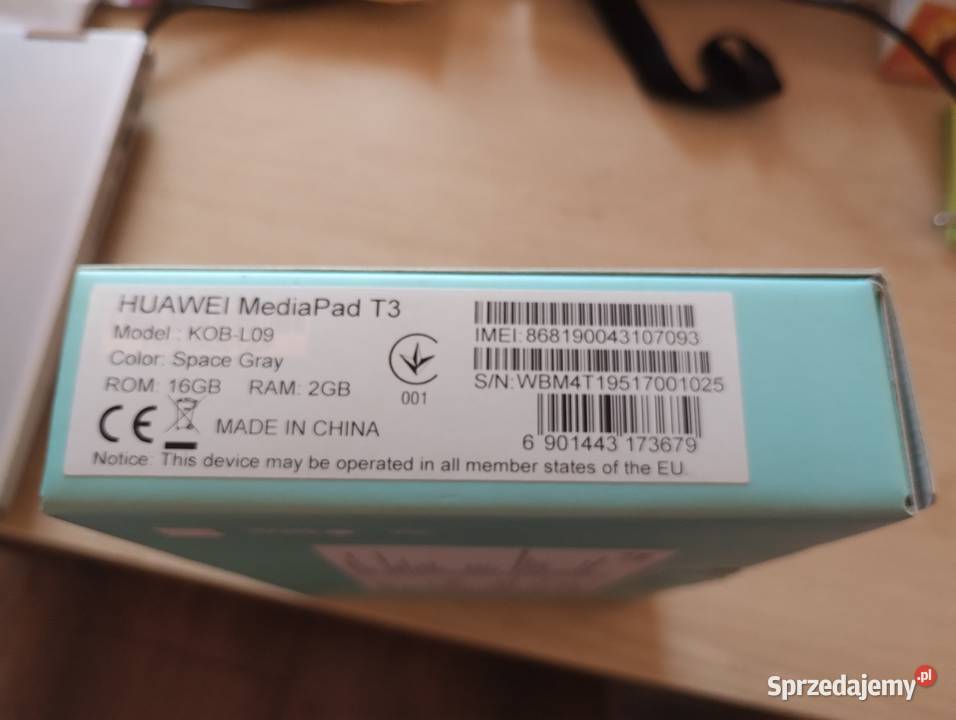 HUAWEI MediaPad T3
Model : KOB-L09
Color: Space Gray
ROM: 16GB RAM: 2GB
001
CE
MADE IN CHINA
IMEI:868190043107093
S/N:WBM4T19517001025
6 901443 173679
Notice: This device may be operated in all member states of the EU.
Sprzedajemy.pl